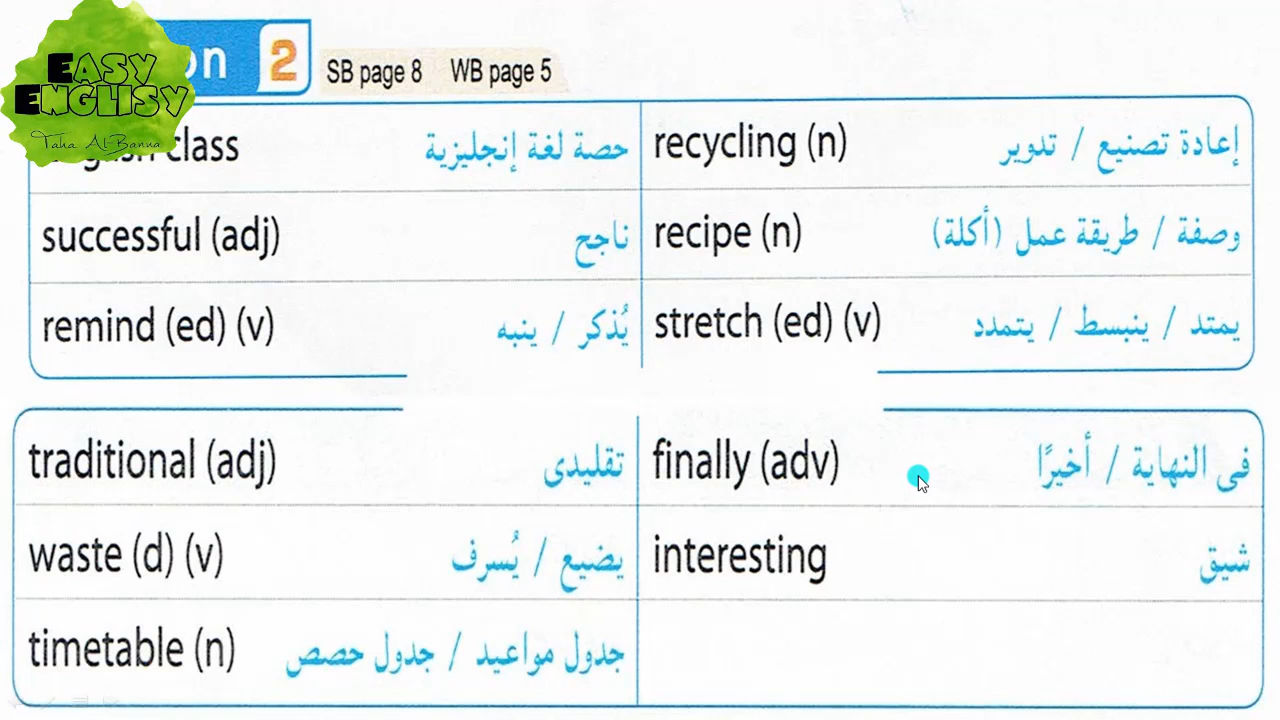 EASY
ENGLISY
Taha Al-Banna
on 2
SB page 8 WB page 5
class حصة لغة إنجليزية
recycling (n) إعادة تصنيع / تدوير
successful (adj) ناجح
recipe (n) وصفة / طريقة عمل (أكلة)
remind (ed) (v) يُذكر / ينبه
stretch (ed) (v) يمتد / ينبسط / يتمدد
traditional (adj) تقليدى
finally (adv) فى النهاية / أخيرًا
waste (d) (v) يضيع / يُسرف
interesting شيق
timetable (n) جدول مواعيد / جدول حصص